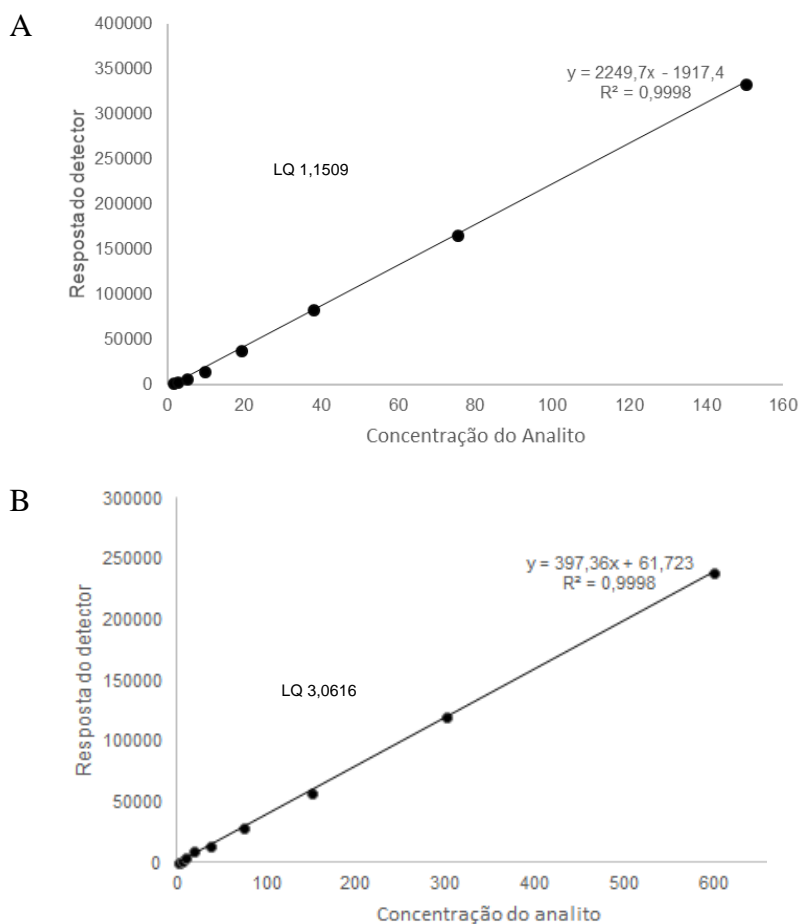 A
400000
350000
300000
250000
200000
150000
100000
50000
0
Resposta do detector
y = 2249,7x - 1917,4
R² = 0,9998
LQ 1,1509
0 20 40 60 80 100 120 140 160
Concentração do Analito
B
300000
250000
200000
150000
100000
50000
0
Resposta do detector
y = 397,36x + 61,723
R² = 0,9998
LQ 3,0616
0 100 200 300 400 500 600
Concentração do analito